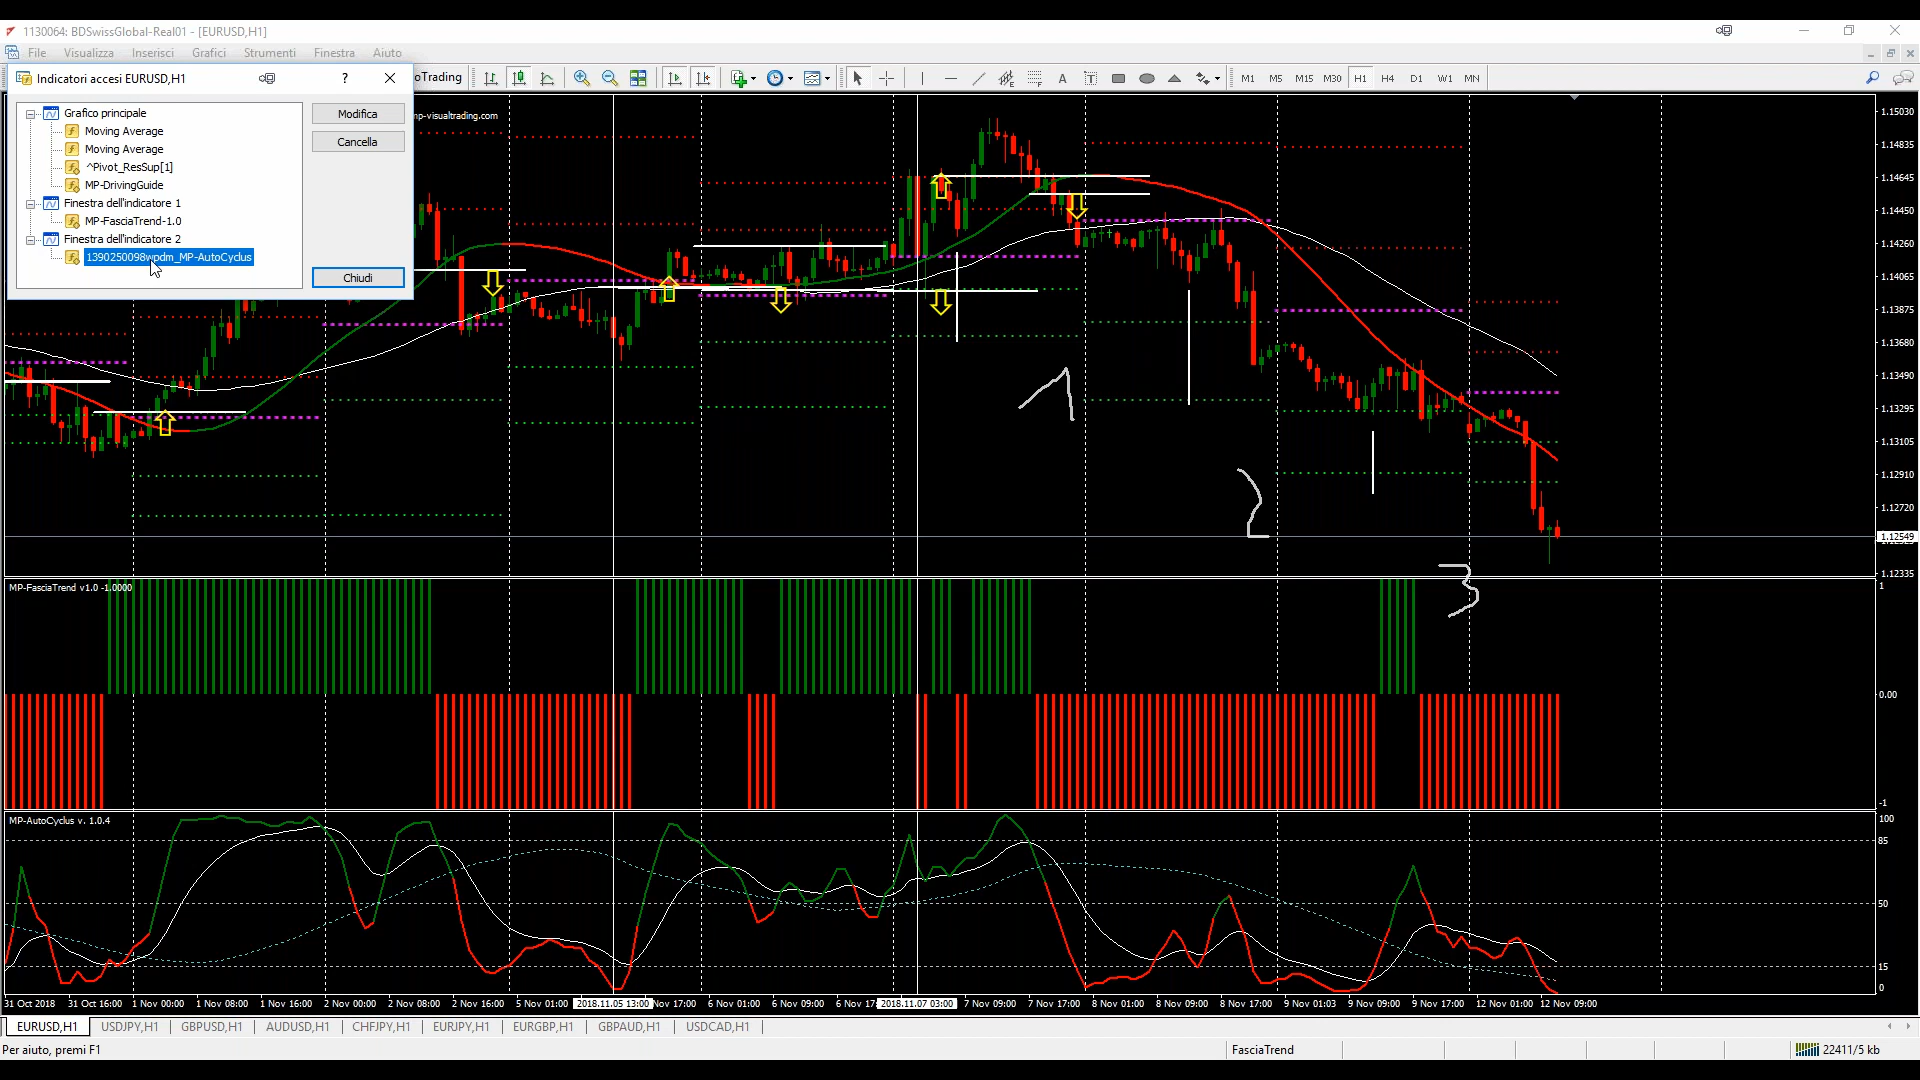 1130064: BDSwissGlobal-Real01 - [EURUSD,H1]
File Visualizza Inserisci Grafici Strumenti Finestra Aiuto
Indicatori accesi EURUSD,H1 ?
oTrading A T M1 M5 M15 M30 H1 H4 D1 W1 MN
Grafico principale
Moving Average
Moving Average
^Pivot_ResSup[1]
MP-DrivingGuide
Finestra dell'indicatore 1
MP-FasciaTrend-1.0
Finestra dell'indicatore 2
1390250098wpdm_MP-AutoCyclus
Modifica
Cancella
Chiudi
mp-visualtrading.com
1.15030
1.14835
1.14645
1.14450
1.14260
1.14065
1.13875
1.13680
1.13490
1.13295
1.13105
1.12910
1.12720
1.12549
1.12335
1
2
3
MP-FasciaTrend v1.0 -1.0000
1
0.00
-1
MP-AutoCyclus v. 1.0.4
100
85
50
15
0
31 Oct 2018 31 Oct 16:00 1 Nov 00:00 1 Nov 08:00 1 Nov 16:00 2 Nov 00:00 2 Nov 08:00 2 Nov 16:00 5 Nov 01:00 2018.11.05 13:00 Nov 17:00 6 Nov 01:00 6 Nov 09:00 6 Nov 17: 2018.11.07 03:00 7 Nov 09:00 7 Nov 17:00 8 Nov 01:00 8 Nov 09:00 8 Nov 17:00 9 Nov 01:03 9 Nov 09:00 9 Nov 17:00 12 Nov 01:00 12 Nov 09:00
EURUSD,H1 USDJPY,H1 GBPUSD,H1 AUDUSD,H1 CHFJPY,H1 EURJPY,H1 EURGBP,H1 GBPAUD,H1 USDCAD,H1
Per aiuto, premi F1 FasciaTrend 22411/5 kb